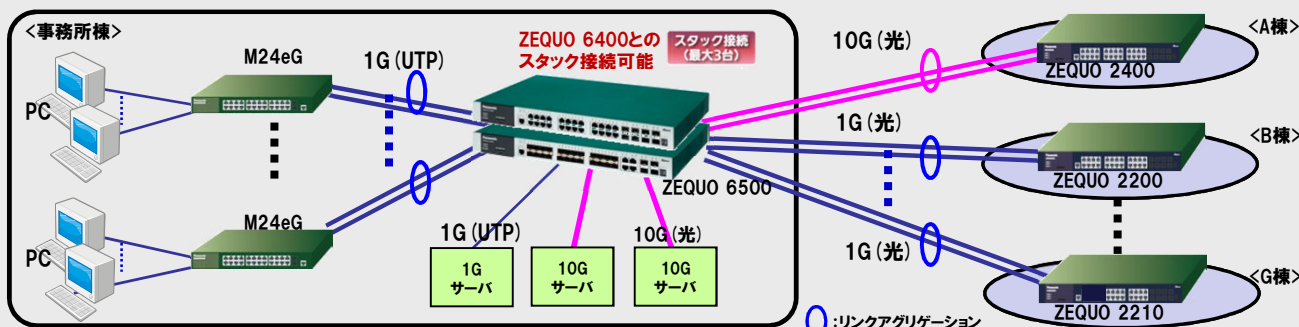 <事務所棟>
M24eG
PC
1G(UTP)
ZEQUO 6400との
スタック接続可能
スタック接続
(最大3台)
ZEQUO 6500
M24eG
PC
1G(UTP)
10G(光)
1G
サーバ
10G
サーバ
10G
サーバ
10G(光)
<A棟>
ZEQUO 2400
1G(光)
<B棟>
ZEQUO 2200
1G(光)
<G棟>
ZEQUO 2210
:リンクアグリゲーション